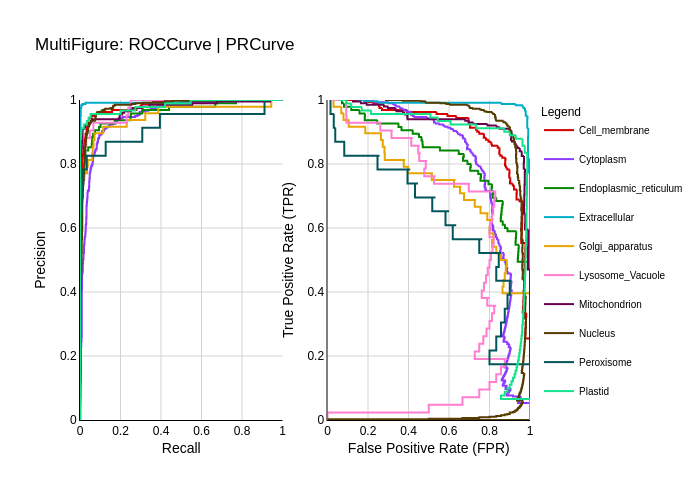 MultiFigure: ROCCurve | PRCurve
Precision
1
0.8
0.6
0.4
0.2
0
0
0.2
0.4
0.6
0.8
1
Recall
True Positive Rate (TPR)
1
0.8
0.6
0.4
0.2
0
0
0.2
0.4
0.6
0.8
1
False Positive Rate (FPR)
Legend
Cell_membrane
Cytoplasm
Endoplasmic_reticulum
Extracellular
Golgi_apparatus
Lysosome_Vacuole
Mitochondrion
Nucleus
Peroxisome
Plastid